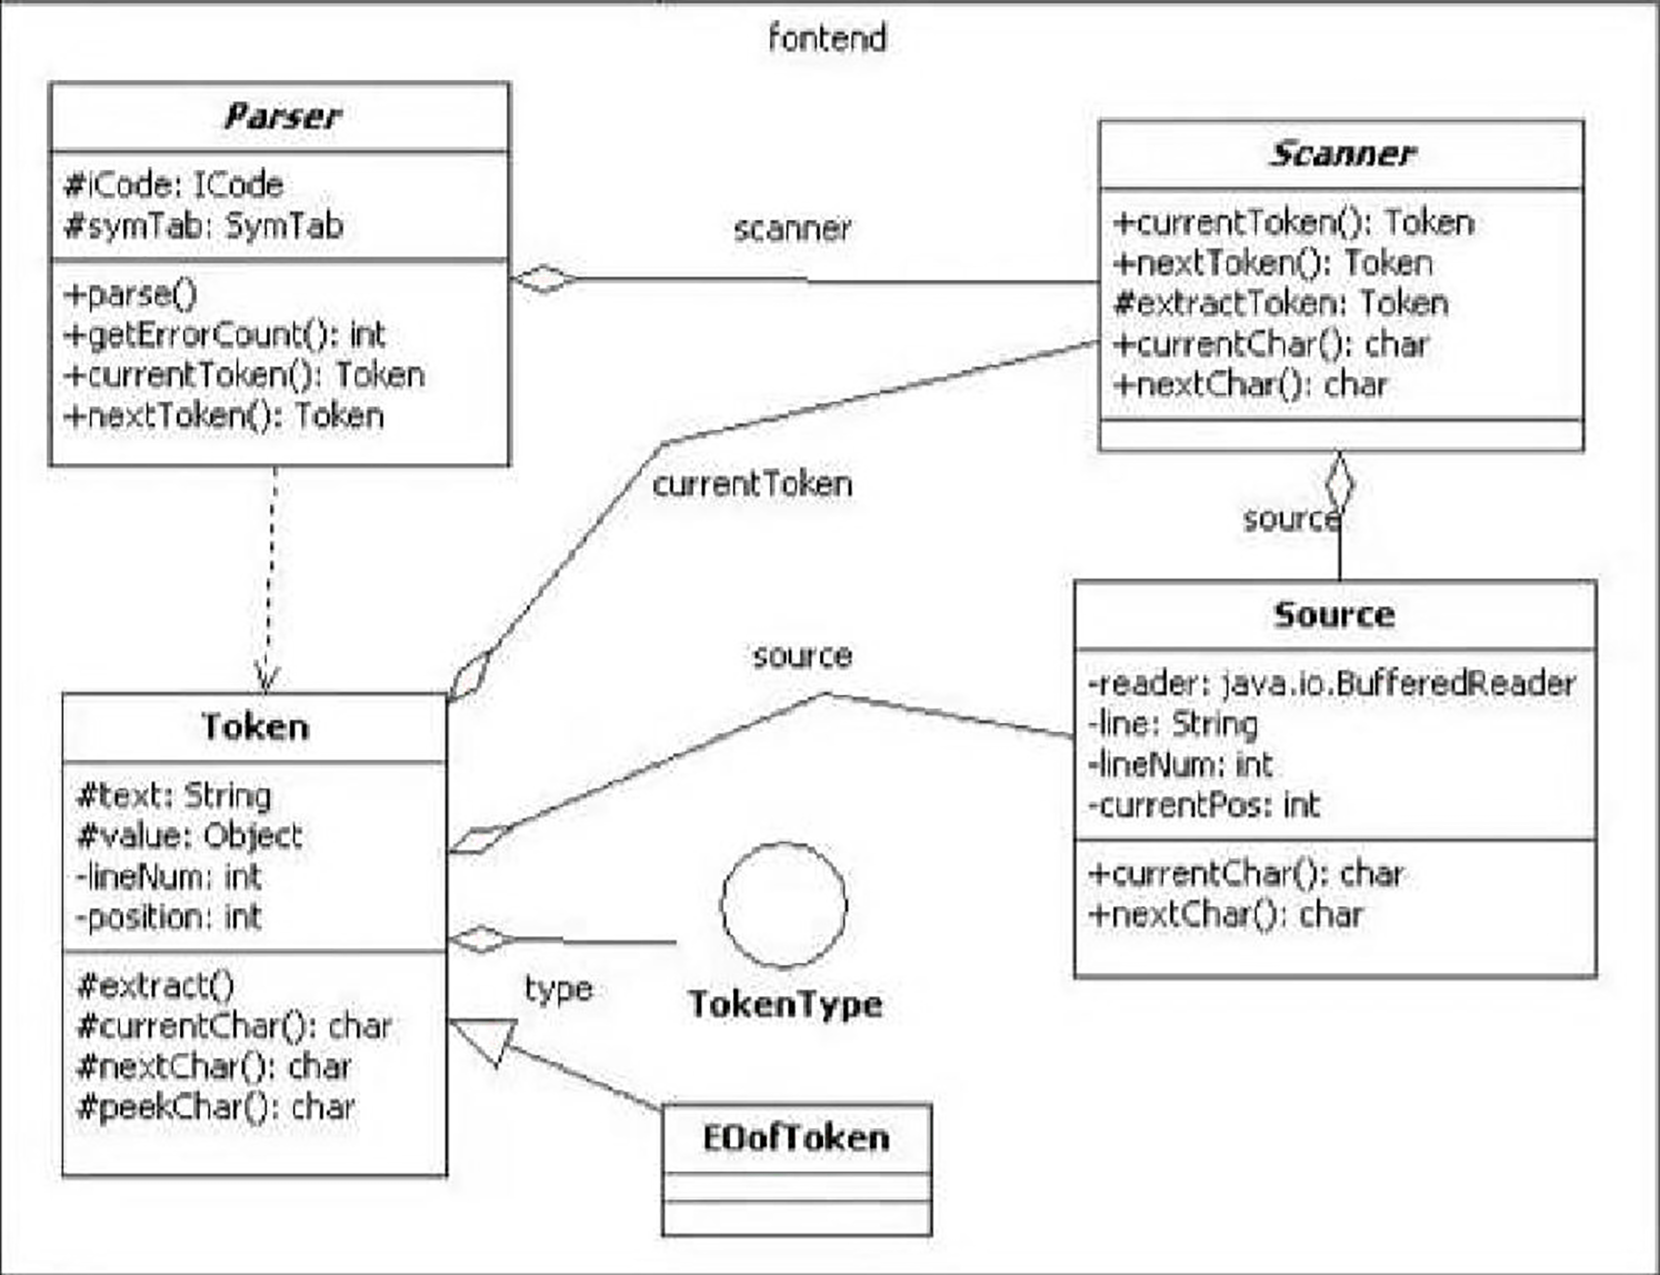 fontend
Parser
#iCode: ICode
#symTab: SymTab
+parse()
+getErrorCount(): int
+currentToken(): Token
+nextToken(): Token
scanner
Scanner
+currentToken(): Token
+nextToken(): Token
#extractToken: Token
+currentChar(): char
+nextChar(): char
currentToken
source
Source
-reader: java.io.BufferedReader
-line: String
-lineNum: int
-currentPos: int
+currentChar(): char
+nextChar(): char
source
Token
#text: String
#value: Object
-lineNum: int
-position: int
#extract()
#currentChar(): char
#nextChar(): char
#peekChar(): char
type
TokenType
EOofToken